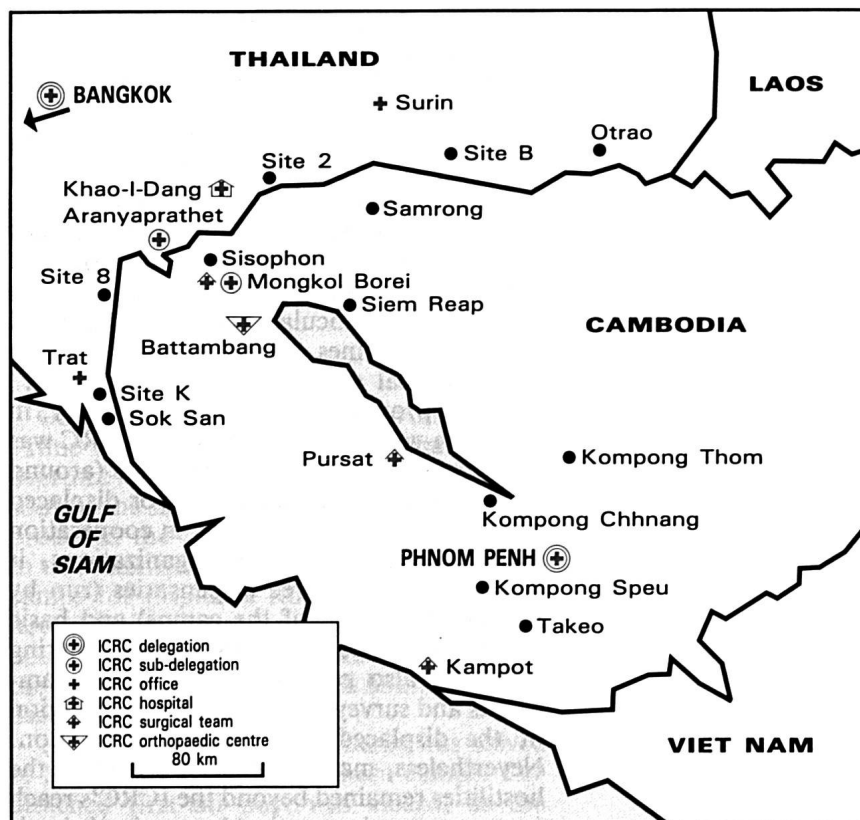 THAILAND
LAOS
BANGKOK
Surin
Otrao
Site B
Site 2
Khao-I-Dang
Aranyaprathet
Samrong
Sisophon
Mongkol Borei
Site 8
Siem Reap
CAMBODIA
Battambang
Trat
Site K
Sok San
Pursat
Kompong Thom
Kompong Chhnang
GULF
OF
SIAM
PHNOM PENH
Kompong Speu
Takeo
Kampot
VIET NAM
ICRC delegation
ICRC sub-delegation
ICRC office
ICRC hospital
ICRC surgical team
ICRC orthopaedic centre
80 km